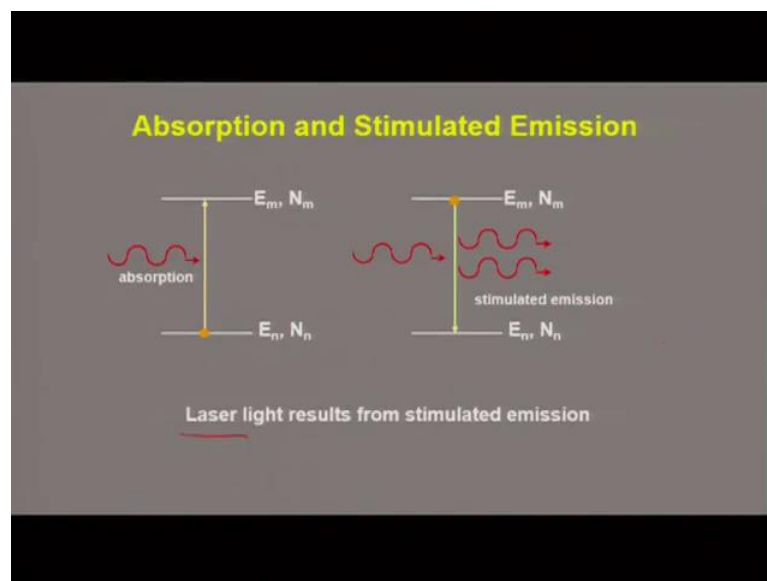 Absorption and Stimulated Emission
Em, Nm
Em, Nm
absorption
stimulated emission
En, Nn
En, Nn
Laser light results from stimulated emission